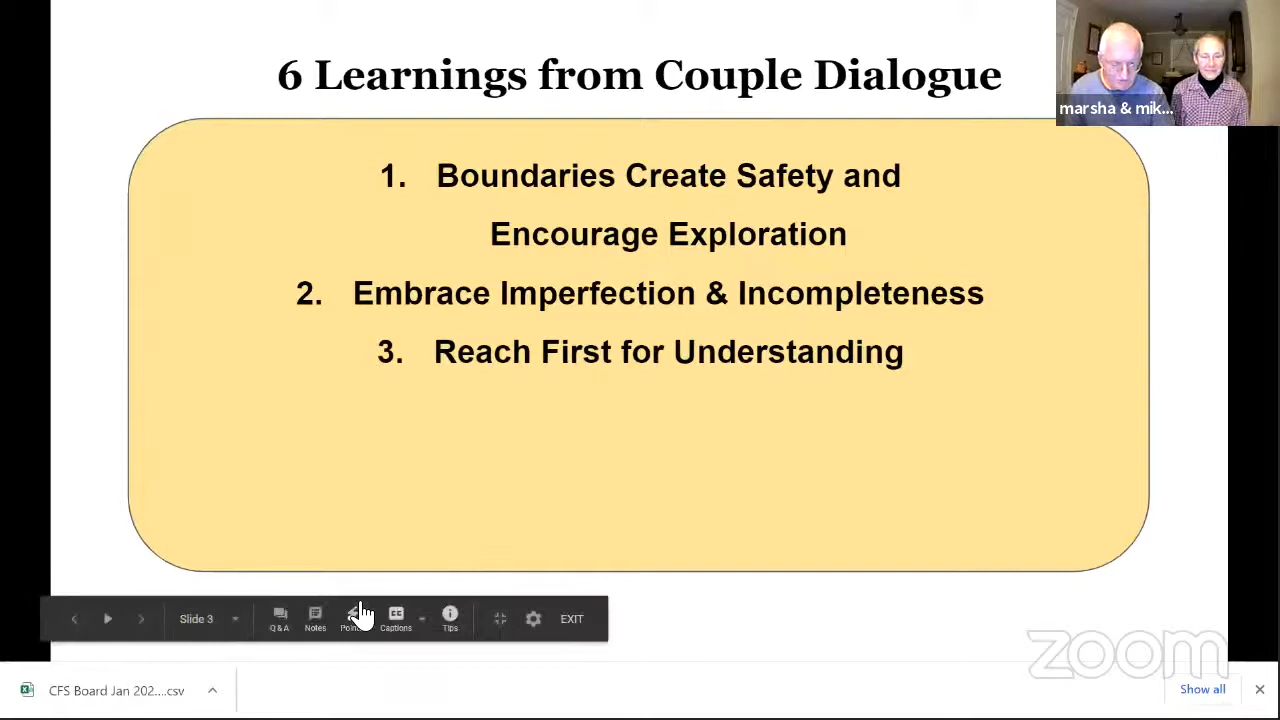 6 Learnings from Couple Dialogue
marsha & mik...
1. Boundaries Create Safety and
Encourage Exploration
2. Embrace Imperfection & Incompleteness
3. Reach First for Understanding
Slide 3
Q & A
Notes
Captions
Tips
EXIT
zoom
CFS Board Jan 202....csv
Show all